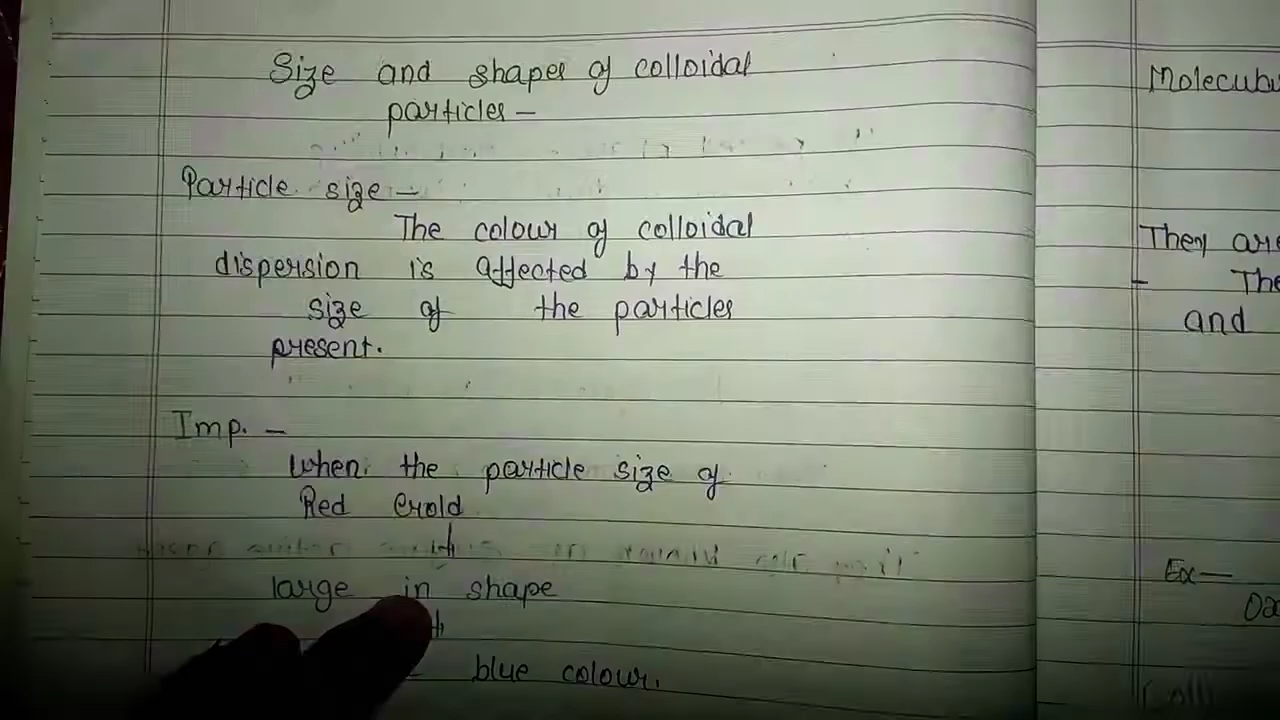 Size and shapes of colloidal
particles -
Particle size -
The colour of colloidal
dispersion is affected by the
size of the particles
present.
Imp. -
When the particle size of
Red Gold
large in shape
blue colour.
They are
The
and
Ex -